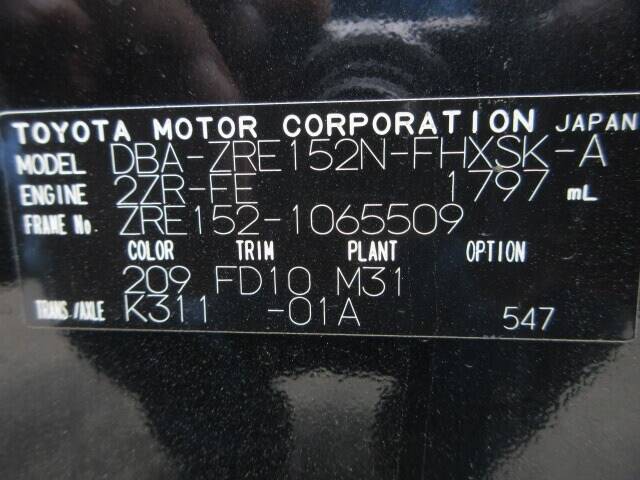 TOYOTA MOTOR CORPORATION JAPAN
MODEL DBA-ZRE152N-FHXSK-A
ENGINE 2ZR-FE 1797 mL
FRAME No. ZRE152-1065509
COLOR TRIM PLANT OPTION
209 FD10 M31
TRANS./AXLE K311 -01A 547